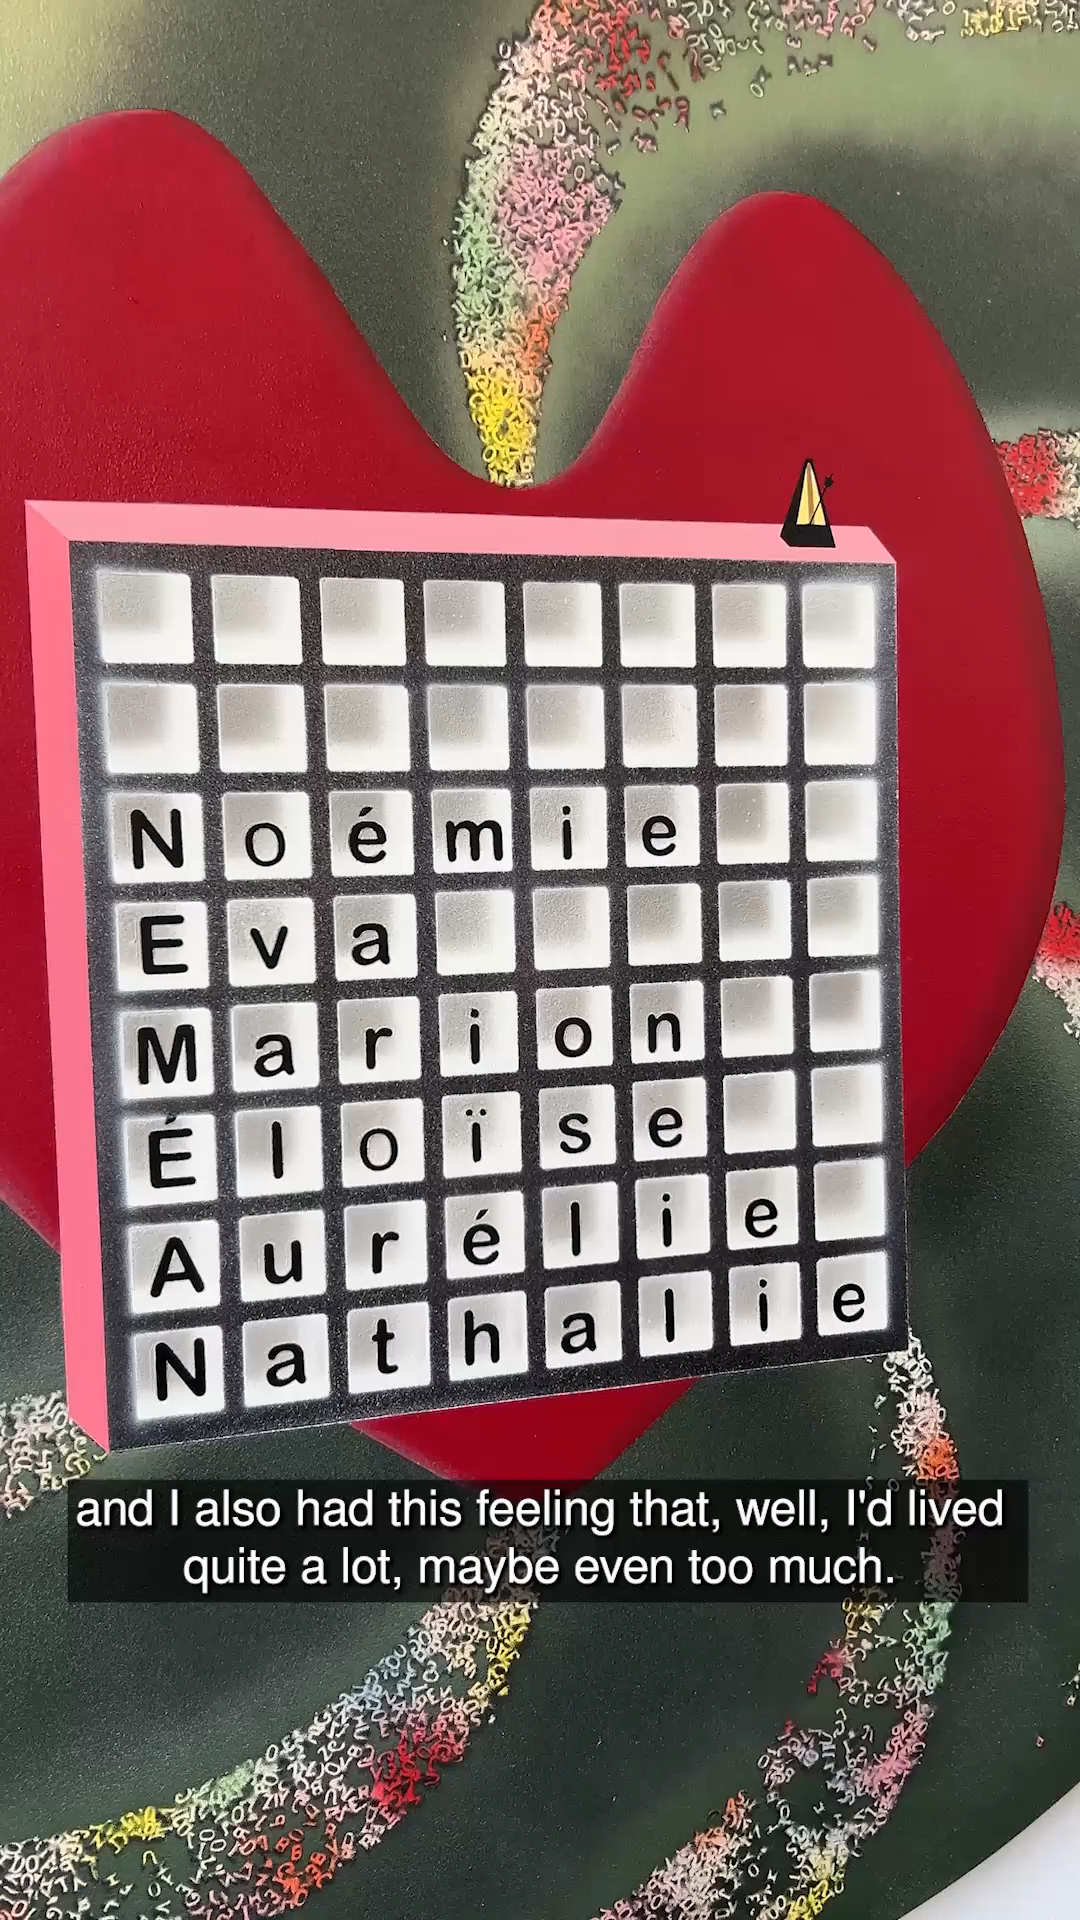 Noémie
Eva
Marion
Éloïse
Aurélie
Nathalie
and I also had this feeling that, well, I'd lived
quite a lot, maybe even too much.